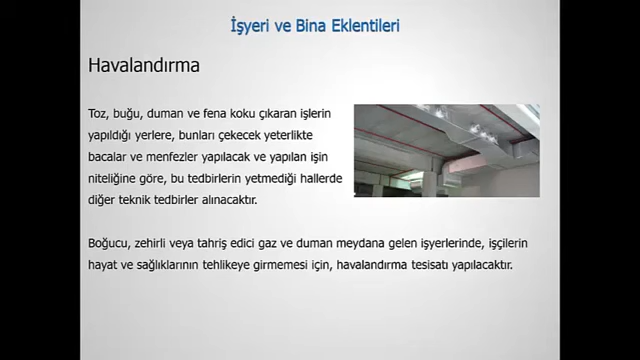 İşyeri ve Bina Eklentileri
Havalandırma
Toz, buğu, duman ve fena koku çıkaran işlerin
yapıldığı yerlere, bunları çekecek yeterlikte
bacalar ve menfezler yapılacak ve yapılan işin
niteliğine göre, bu tedbirlerin yetmediği hallerde
diğer teknik tedbirler alınacaktır.
Boğucu, zehirli veya tahriş edici gaz ve duman meydana gelen işyerlerinde, işçilerin
hayat ve sağlıklarının tehlikeye girmemesi için, havalandırma tesisatı yapılacaktır.